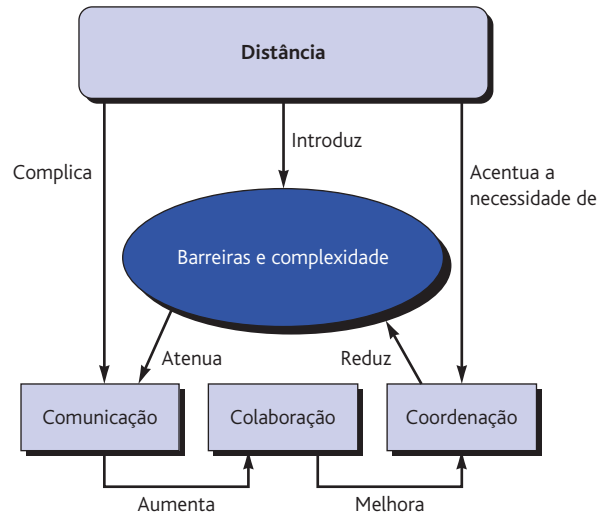 Distância
Introduz
Complica
Acentua a
necessidade de
Barreiras e complexidade
Atenua
Reduz
Comunicação
Colaboração
Coordenação
Aumenta
Melhora